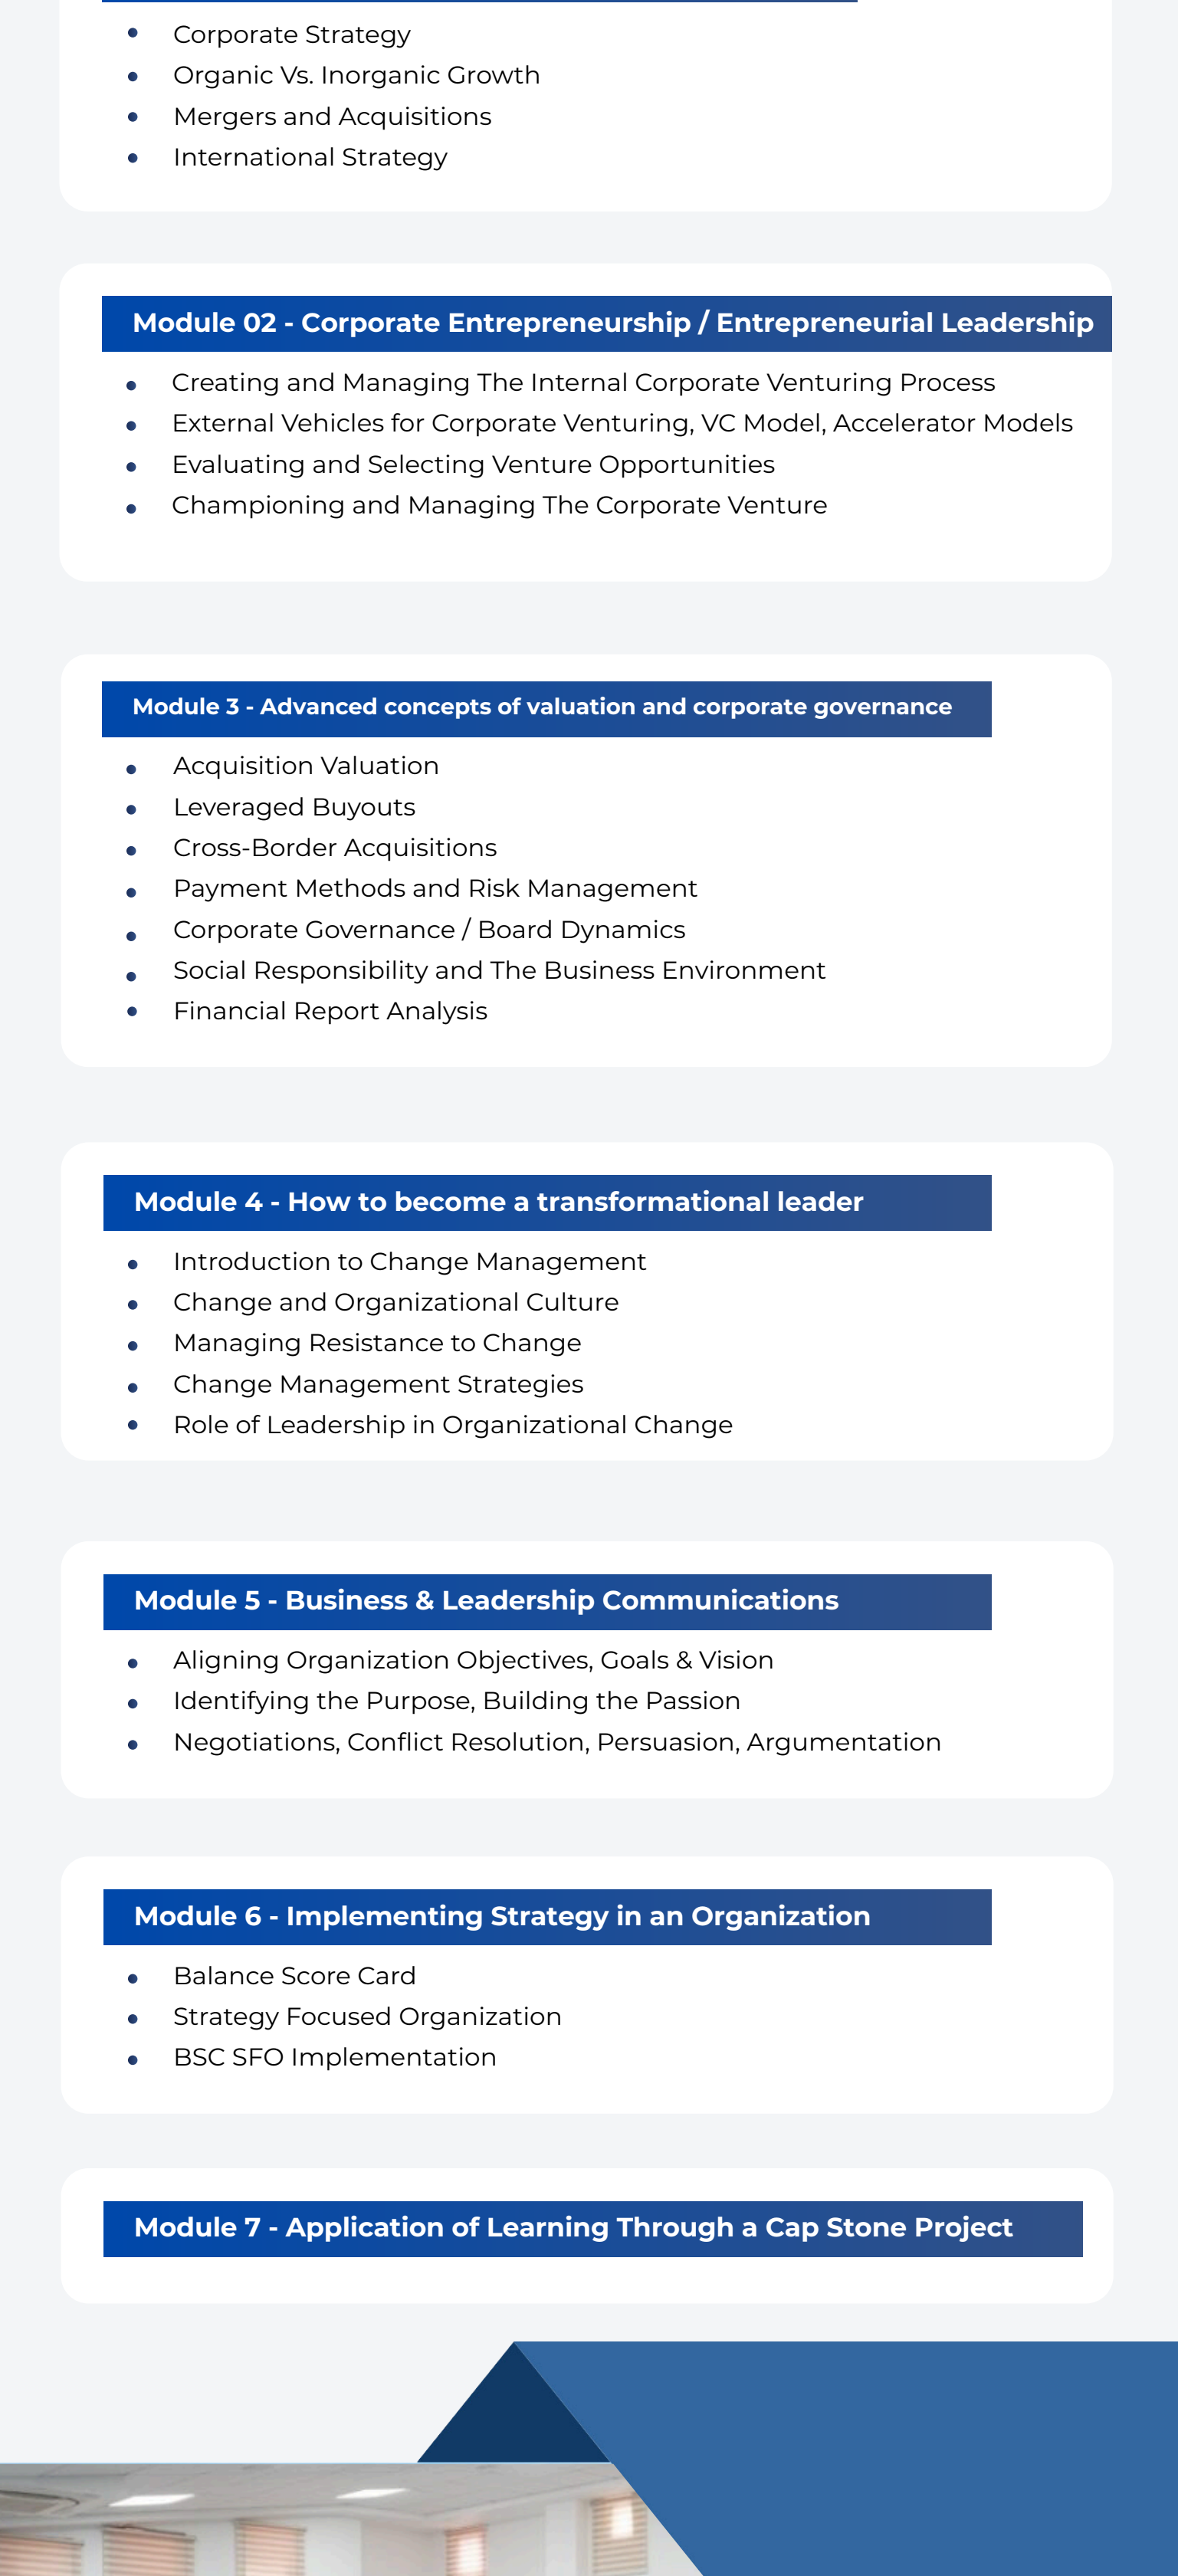 Corporate Strategy
Organic Vs. Inorganic Growth
Mergers and Acquisitions
International Strategy
Module 02 - Corporate Entrepreneurship / Entrepreneurial Leadership
Creating and Managing The Internal Corporate Venturing Process
External Vehicles for Corporate Venturing, VC Model, Accelerator Models
Evaluating and Selecting Venture Opportunities
Championing and Managing The Corporate Venture
Module 3 - Advanced concepts of valuation and corporate governance
Acquisition Valuation
Leveraged Buyouts
Cross-Border Acquisitions
Payment Methods and Risk Management
Corporate Governance / Board Dynamics
Social Responsibility and The Business Environment
Financial Report Analysis
Module 4 - How to become a transformational leader
Introduction to Change Management
Change and Organizational Culture
Managing Resistance to Change
Change Management Strategies
Role of Leadership in Organizational Change
Module 5 - Business & Leadership Communications
Aligning Organization Objectives, Goals & Vision
Identifying the Purpose, Building the Passion
Negotiations, Conflict Resolution, Persuasion, Argumentation
Module 6 - Implementing Strategy in an Organization
Balance Score Card
Strategy Focused Organization
BSC SFO Implementation
Module 7 - Application of Learning Through a Cap Stone Project